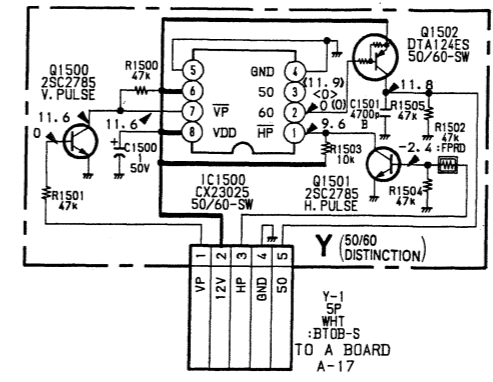 Q1502
DTA124ES
50/60-SW
Q1500
2SC2785
V.PULSE
R1500
47k
5
6
7
8
VP
VDD
GND
50
60
HP
4
3
2
1
(11.9)
<0>
0 (0)
11.8
11.6
0
11.6
9.6
B
C1501
4700p
R1505
47k
R1502
47k
-2.4
:FPRD
C1500
1
50V
R1503
10k
R1504
47k
R1501
47k
IC1500
CX23025
50/60-SW
Q1501
2SC2785
H.PULSE
Y (50/60 DISTINCTION)
1 2 3 4 5
VP 12V HP GND 50
Y-1
5P
WHT
:BTOB-S
TO A BOARD
A-17